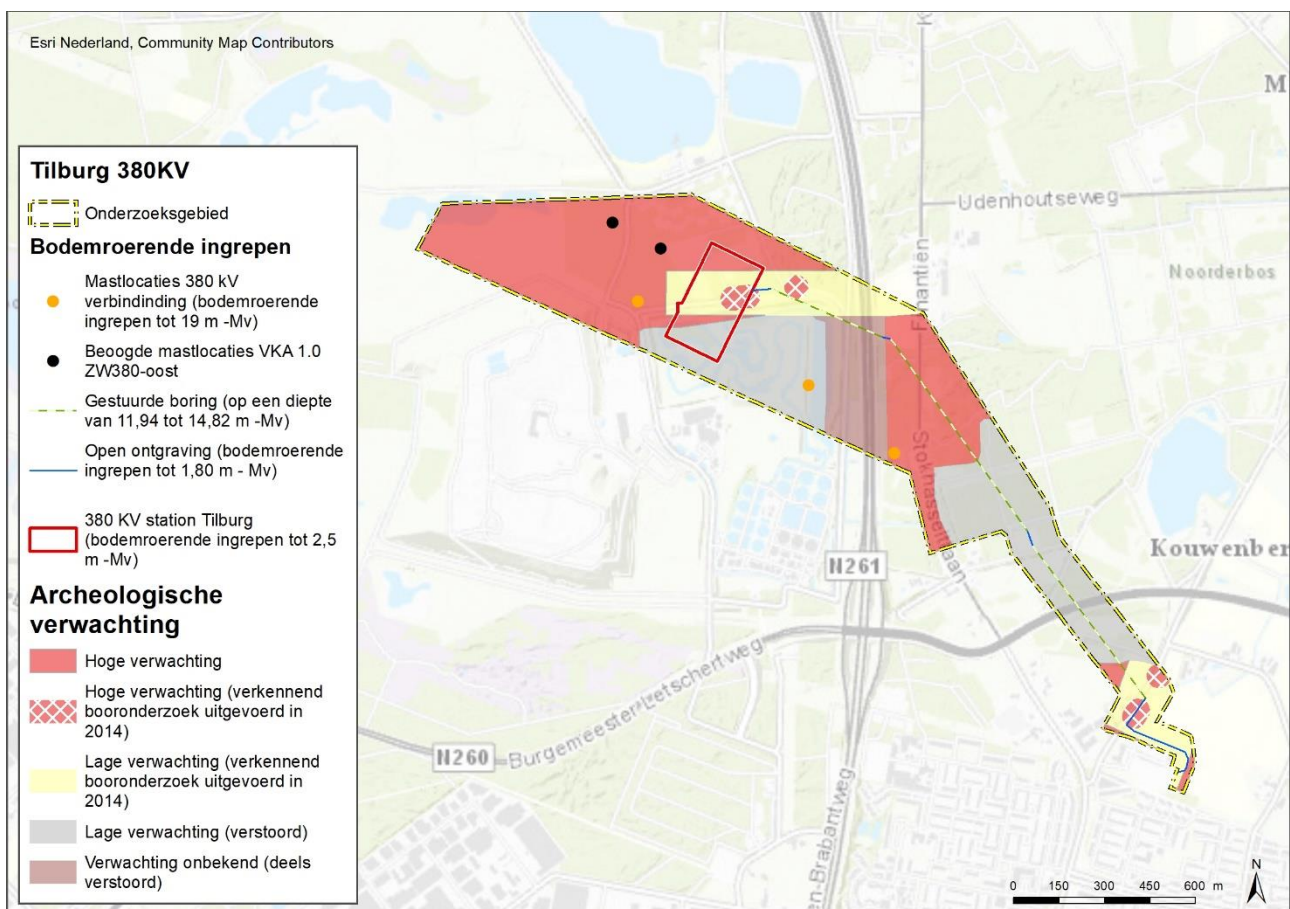 Esri Nederland, Community Map Contributors
Tilburg 380KV
Onderzoeksgebied
Bodemroerende ingrepen
Mastlocaties 380 kV
verbindinding (bodemroerende
ingrepen tot 19 m -Mv)
Beoogde mastlocaties VKA 1.0
ZW380-oost
Gestuurde boring (op een diepte
van 11,94 tot 14,82 m -Mv)
Open ontgraving (bodemroerende
ingrepen tot 1,80 m - Mv)
380 KV station Tilburg
(bodemroerende ingrepen tot 2,5
m -Mv)
Archeologische
verwachting
Hoge verwachting
Hoge verwachting (verkennend
booronderzoek uitgevoerd in
2014)
Lage verwachting (verkennend
booronderzoek uitgevoerd in
2014)
Lage verwachting (verstoord)
Verwachting onbekend (deels
verstoord)
M
Udenhoutseweg
Noorderbos
Stokhasseltlaan
Kouwenber
N261
N260
Burgemeester Letschertweg
en-Brabantweg
0 150 300 450 600 m
N